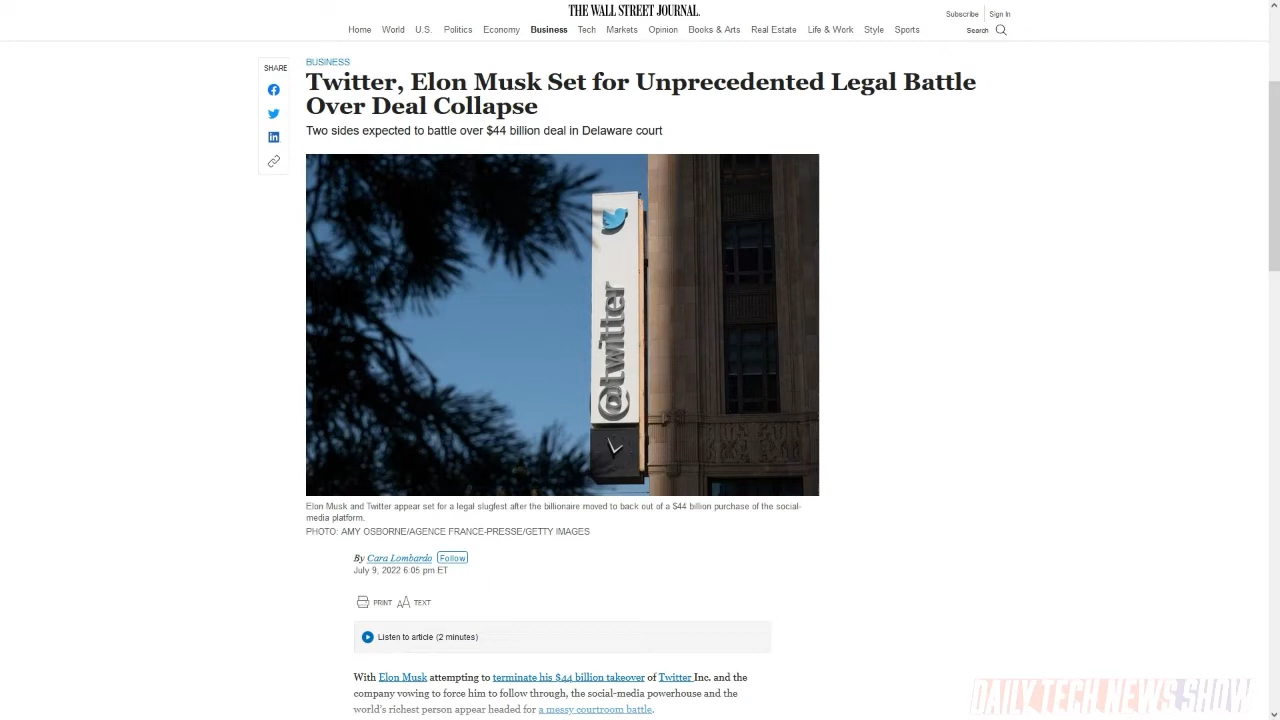 THE WALL STREET JOURNAL.
Subscribe Sign In
Home World U.S. Politics Economy Business Tech Markets Opinion Books & Arts Real Estate Life & Work Style Sports
Search
SHARE
BUSINESS
Twitter, Elon Musk Set for Unprecedented Legal Battle
Over Deal Collapse
Two sides expected to battle over $44 billion deal in Delaware court
@twitter
Elon Musk and Twitter appear set for a legal slugfest after the billionaire moved to back out of a $44 billion purchase of the social-
media platform.
PHOTO: AMY OSBORNE/AGENCE FRANCE-PRESSE/GETTY IMAGES
By Cara Lombardo Follow
July 9, 2022 6:05 pm ET
PRINT AA TEXT
Listen to article (2 minutes)
With Elon Musk attempting to terminate his $44 billion takeover of Twitter Inc. and the
company vowing to force him to follow through, the social-media powerhouse and the
world's richest person appear headed for a messy courtroom battle.
DAILY TECH NEWS SHOW